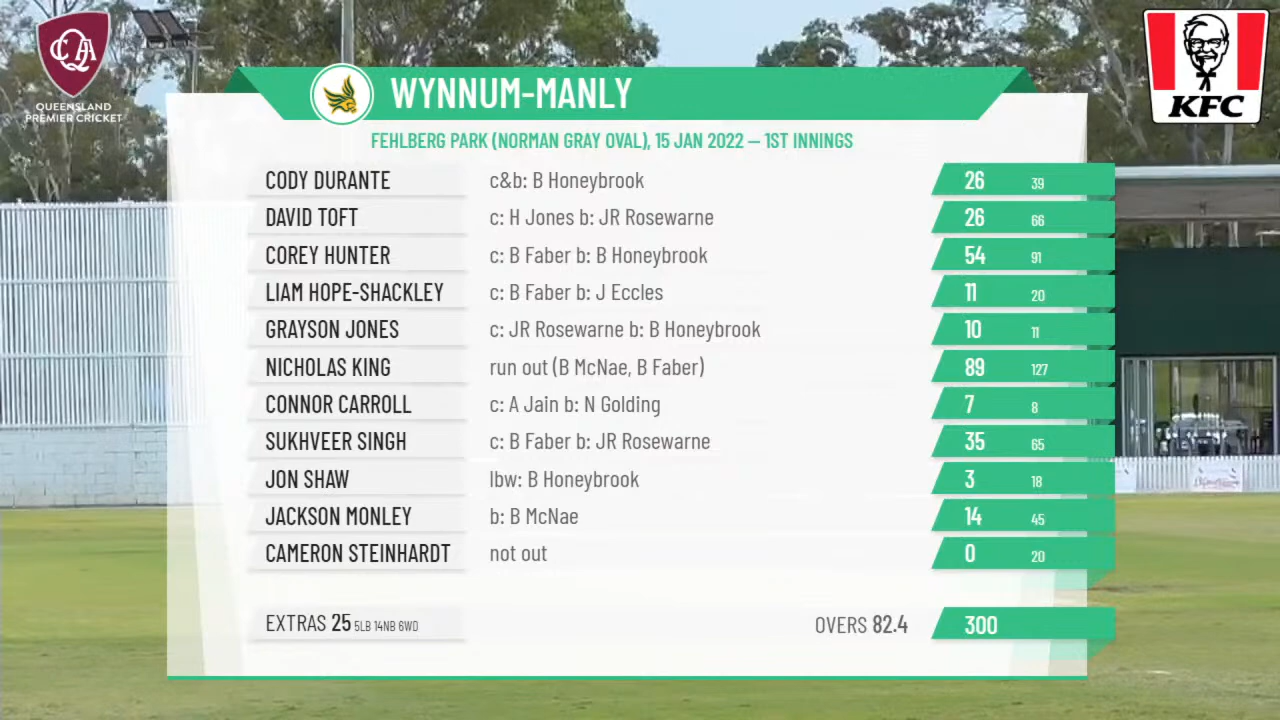 QUEENSLAND
PREMIER CRICKET
KFC
WYNNUM-MANLY
FEHLBERG PARK (NORMAN GRAY OVAL), 15 JAN 2022 – 1ST INNINGS
CODY DURANTE c&b: B Honeybrook 26 39
DAVID TOFT c: H Jones b: JR Rosewarne 26 66
COREY HUNTER c: B Faber b: B Honeybrook 54 91
LIAM HOPE-SHACKLEY c: B Faber b: J Eccles 11 20
GRAYSON JONES c: JR Rosewarne b: B Honeybrook 10 11
NICHOLAS KING run out (B McNae, B Faber) 89 127
CONNOR CARROLL c: A Jain b: N Golding 7 8
SUKHVEER SINGH c: B Faber b: JR Rosewarne 35 65
JON SHAW lbw: B Honeybrook 3 18
JACKSON MONLEY b: B McNae 14 45
CAMERON STEINHARDT not out 0 20
EXTRAS 25 5LB 14NB 6WD OVERS 82.4 300